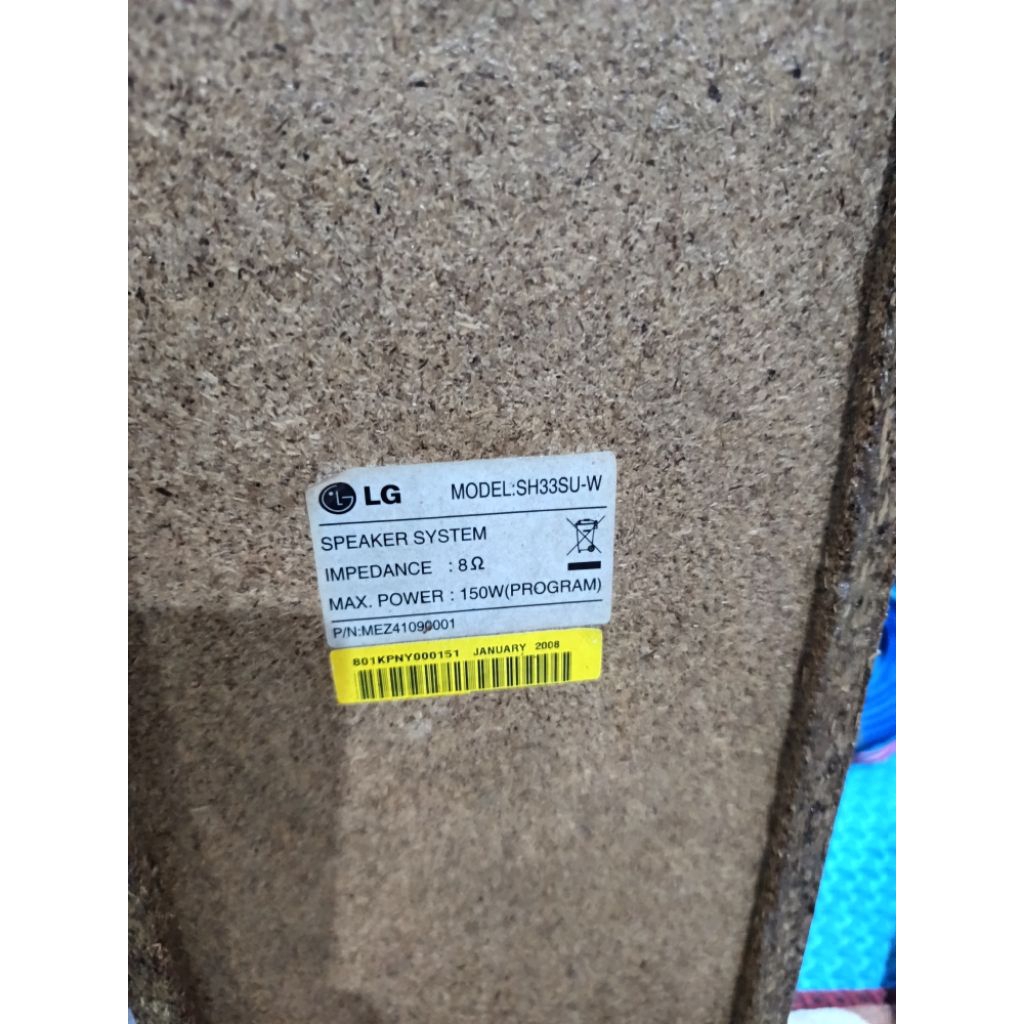 LG MODEL:SH33SU-W
SPEAKER SYSTEM
IMPEDANCE : 8Ω
MAX. POWER : 150W(PROGRAM)
P/N:MEZ41090001
801KPNY000151 JANUARY 2008